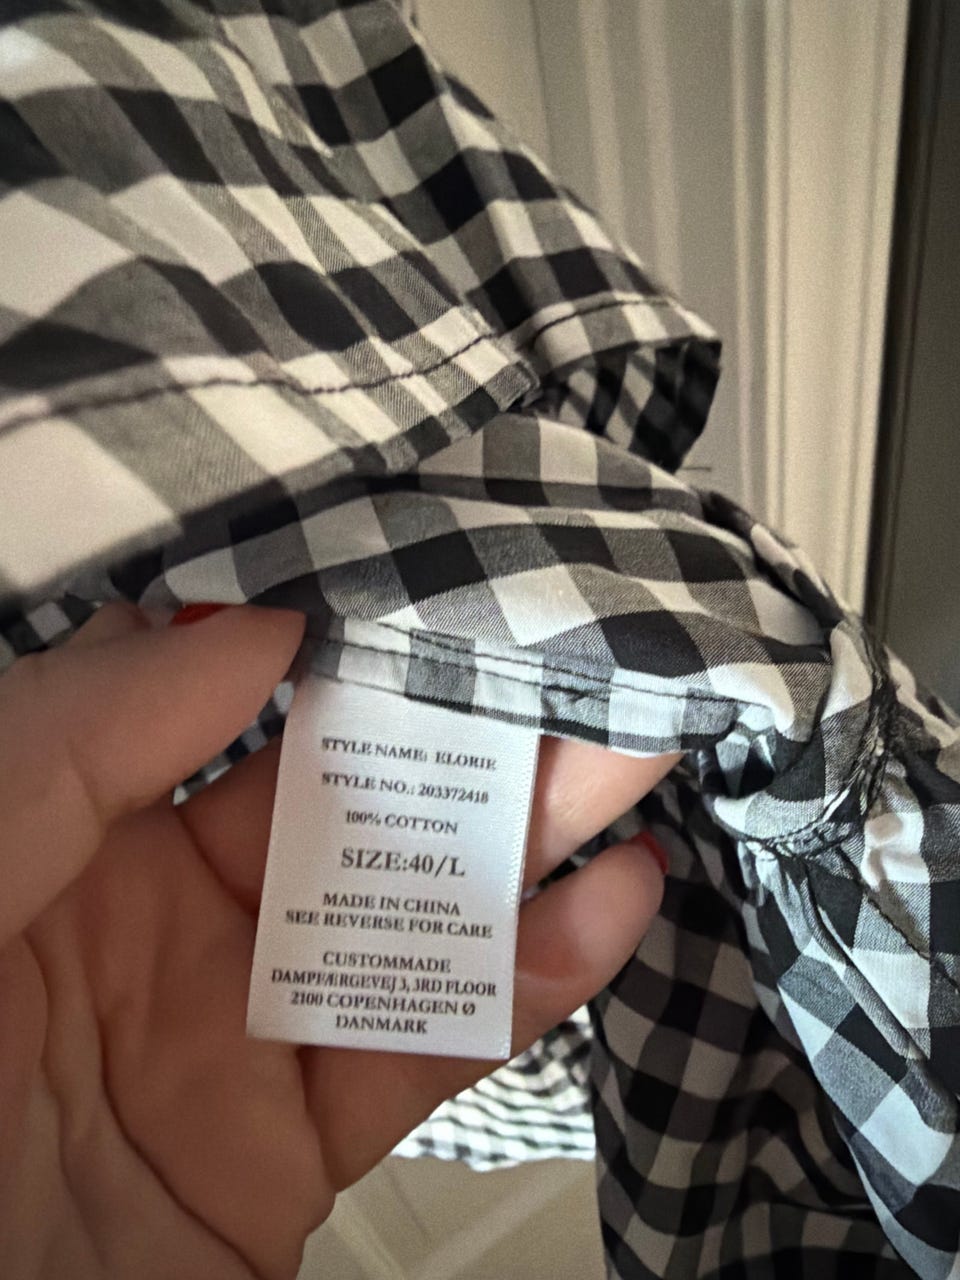 STYLE NAME: ELORIE
STYLE NO.: 203372418
100% COTTON
SIZE:40/L
MADE IN CHINA
SEE REVERSE FOR CARE
CUSTOMMADE
DAMPFÆRGEVEJ 3, 3RD FLOOR
2100 COPENHAGEN Ø
DANMARK